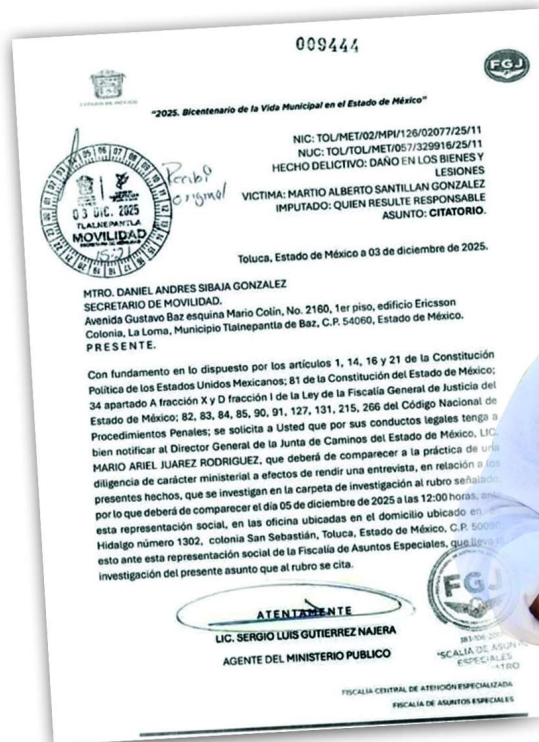 009444
FGJ
ESTADO DE MÉXICO
"2025. Bicentenario de la Vida Municipal en el Estado de México"
NIC: TOL/MET/02/MPI/126/02077/25/11
NUC: TOL/TOL/MET/057/329916/25/11
HECHO DELICTIVO: DAÑO EN LOS BIENES Y
LESIONES
VICTIMA: MARTIO ALBERTO SANTILLAN GONZALEZ
IMPUTADO: QUIEN RESULTE RESPONSABLE
ASUNTO: CITATORIO.
03 DIC. 2025
TLALNEPANTLA
MOVILIDAD
15:21
Recibí
original
Toluca, Estado de México a 03 de diciembre de 2025.
MTRO. DANIEL ANDRES SIBAJA GONZALEZ
SECRETARIO DE MOVILIDAD.
Avenida Gustavo Baz esquina Mario Colín, No. 2160, 1er piso, edificio Ericsson
Colonia, La Loma, Municipio Tlalnepantla de Baz, C.P. 54060, Estado de México.
P R E S E N T E.
Con fundamento en lo dispuesto por los artículos 1, 14, 16 y 21 de la Constitución
Política de los Estados Unidos Mexicanos; 81 de la Constitución del Estado de México;
34 apartado A fracción X y D fracción I de la Ley de la Fiscalía General de Justicia del
Estado de México; 82, 83, 84, 85, 90, 91, 127, 131, 215, 266 del Código Nacional de
Procedimientos Penales; se solicita a Usted que por sus conductos legales tenga a
bien notificar al Director General de la Junta de Caminos del Estado de México, LIC.
MARIO ARIEL JUAREZ RODRIGUEZ, que deberá de comparecer a la práctica de una
diligencia de carácter ministerial a efectos de rendir una entrevista, en relación a los
presentes hechos, que se investigan en la carpeta de investigación al rubro señalado,
por lo que deberá de comparecer el día 05 de diciembre de 2025 a las 12:00 horas, ante
esta representación social, en las oficina ubicadas en el domicilio ubicado en
Hidalgo número 1302, colonia San Sebastián, Toluca, Estado de México, C.P.
esto ante esta representación social de la Fiscalía de Asuntos Especiales, que lleva
investigación del presente asunto que al rubro se cita.
ATENTAMENTE
LIC. SERGIO LUIS GUTIERREZ NAJERA
AGENTE DEL MINISTERIO PUBLICO
FGJ
ESPECIALES
FISCALÍA CENTRAL DE ATENCIÓN ESPECIALIZADA
FISCALÍA DE ASUNTOS ESPECIALES